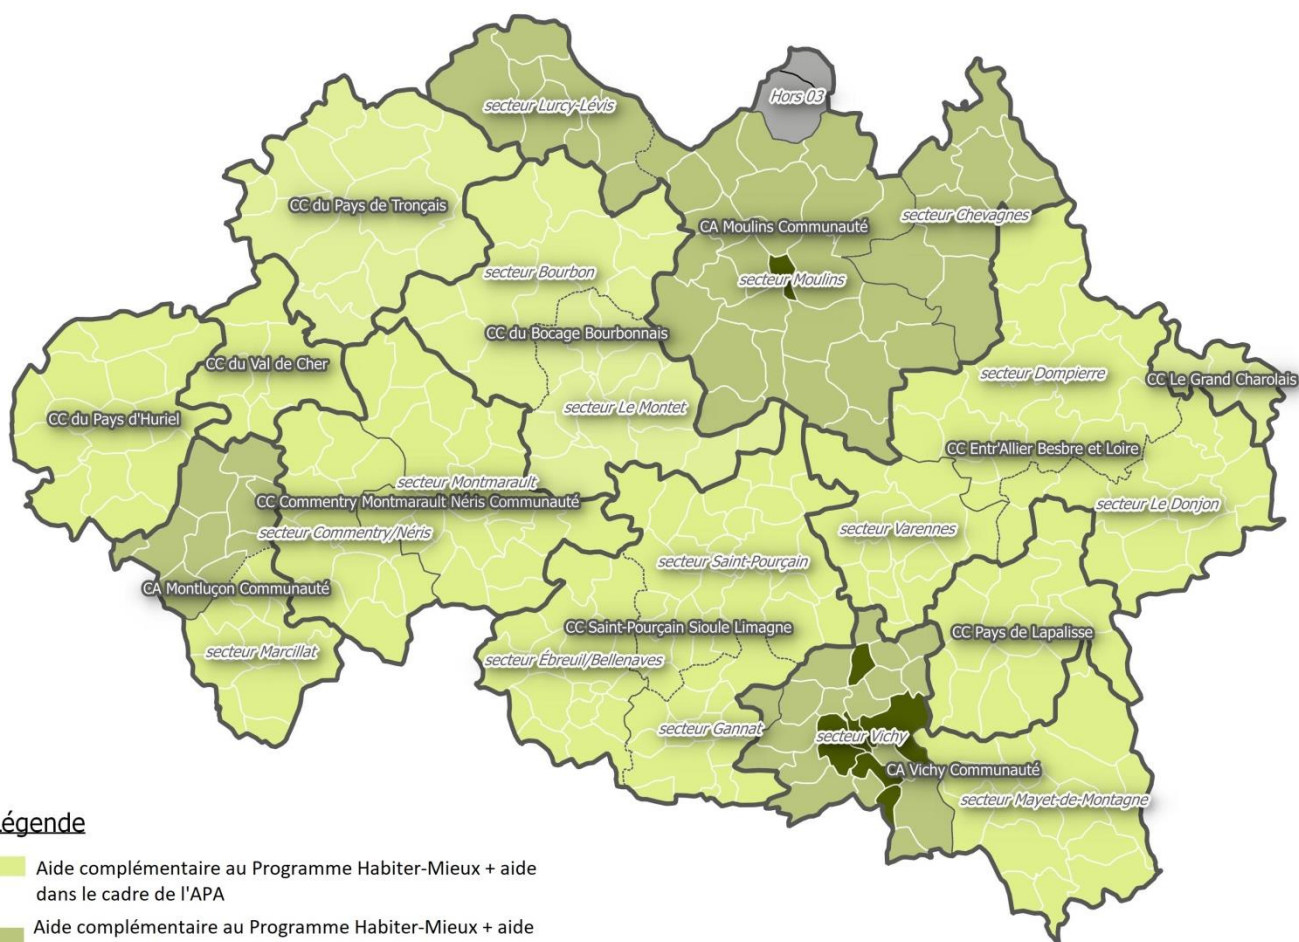 secteur Lurcy-Lévis
Hors 03
CC du Pays de Tronçais
CA Moulins Communauté
secteur Chevagnes
secteur Bourbon
secteur Moulins
CC du Bocage Bourbonnais
CC du Val de Cher
secteur Dompierre
CC Le Grand Charolais
CC du Pays d'Huriel
secteur Le Montet
CC Entr'Allier Besbre et Loire
secteur Montmarault
CC Commentry Montmarault Néris Communauté
secteur Le Donjon
secteur Commentry/Néris
secteur Varennes
secteur Saint-Pourçain
CA Montluçon Communauté
CC Saint-Pourçain Sioule Limagne
CC Pays de Lapalisse
secteur Marcillat
secteur Ébreuil/Bellenaves
secteur Gannat
secteur Vichy
CA Vichy Communauté
secteur Mayet-de-Montagne
égende
Aide complémentaire au Programme Habiter-Mieux + aide
dans le cadre de l'APA
Aide complémentaire au Programme Habiter-Mieux + aide